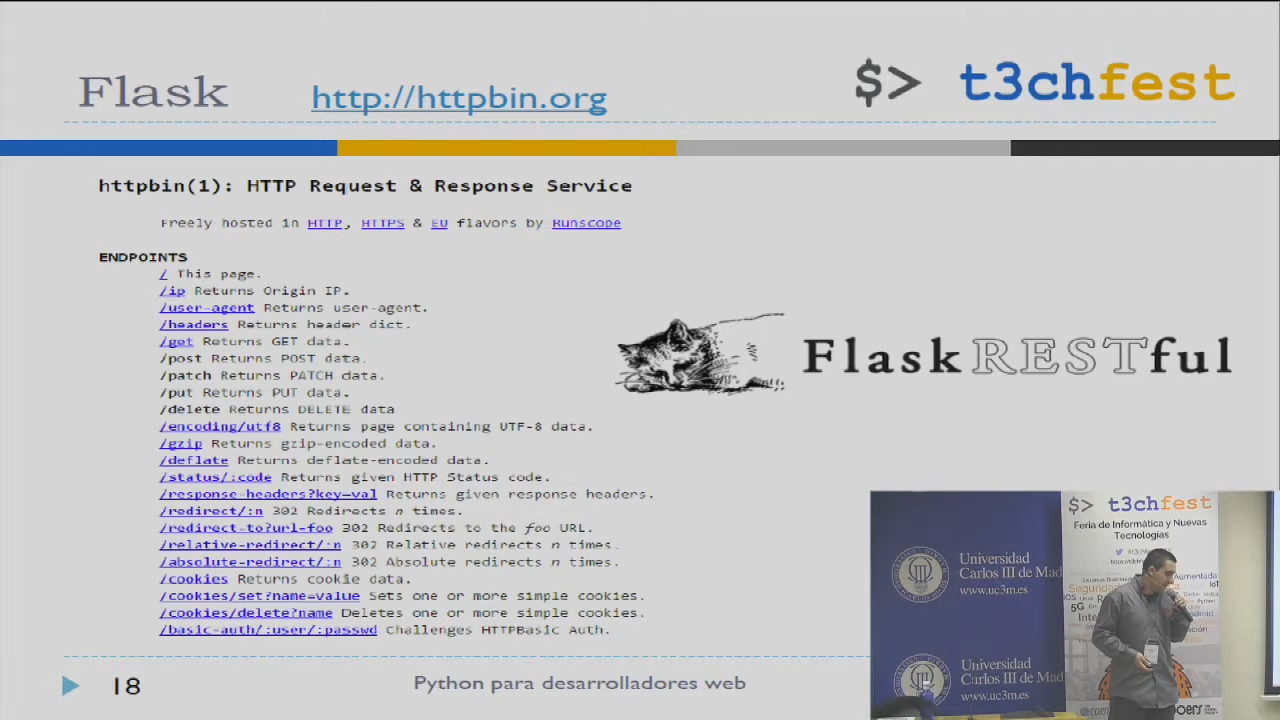 Flask
http://httpbin.org
$> t3chfest
httpbin(1): HTTP Request & Response Service
Freely hosted in HTTP, HTTPS & EU flavors by Runscope
ENDPOINTS
/ This page.
/ip Returns Origin IP.
/user-agent Returns user-agent.
/headers Returns header dict.
/get Returns GET data.
/post Returns POST data.
/patch Returns PATCH data.
/put Returns PUT data.
/delete Returns DELETE data
/encoding/utf8 Returns page containing UTF-8 data.
/gzip Returns gzip-encoded data.
/deflate Returns deflate-encoded data.
/status/:code Returns given HTTP Status code.
/response-headers?key=val Returns given response headers.
/redirect/:n 302 Redirects n times.
/redirect-to?url=foo 302 Redirects to the foo URL.
/relative-redirect/:n 302 Relative redirects n times.
/absolute-redirect/:n 302 Absolute redirects n times.
/cookies Returns cookie data.
/cookies/set?name=value Sets one or more simple cookies.
/cookies/delete?name Deletes one or more simple cookies.
/basic-auth/:user/:passwd Challenges HTTPBasic Auth.
FlaskRESTful
18
Python para desarrolladores web
$> t3chfest
Feria de Informática y Nuevas
Tecnologías
Universidad
Carlos III de Mad
www.uc3m.es
Universidad
Carlos III de Mad
www.uc3m.es
Aumentada
IoT
Python
5G